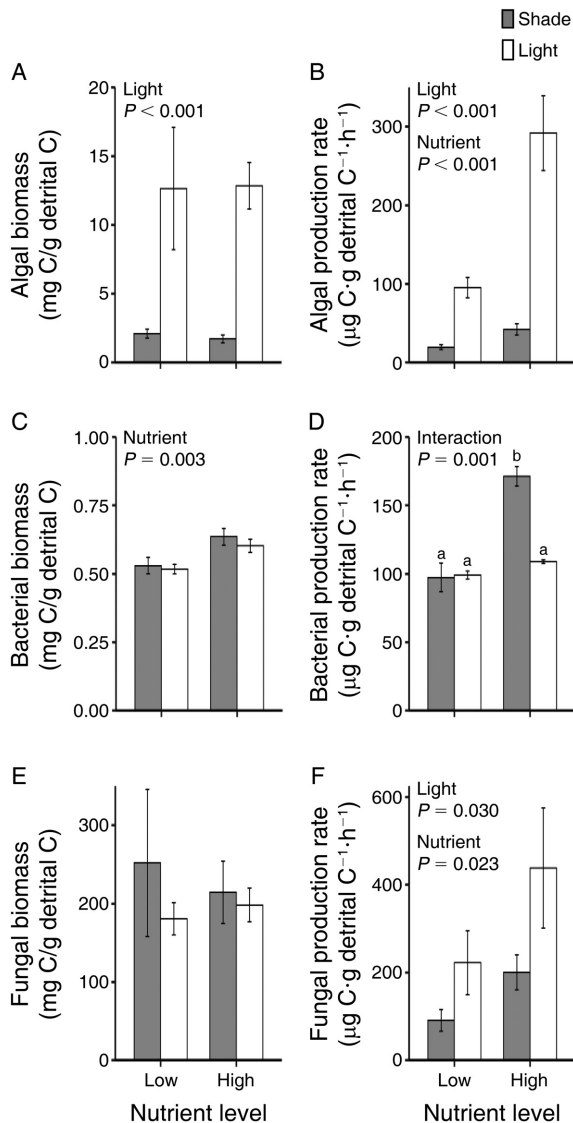 Shade
Light
A
Light
P < 0.001
20
15
10
5
0
Algal biomass
(mg C/g detrital C)
B
Light
P < 0.001
Nutrient
P < 0.001
300
200
100
0
Algal production rate
(μg C·g detrital C⁻¹·h⁻¹)
C
Nutrient
P = 0.003
1.00
0.75
0.50
0.25
0.00
Bacterial biomass
(mg C/g detrital C)
D
Interaction
P = 0.001
200
150
100
50
0
a
a
b
a
Bacterial production rate
(μg C·g detrital C⁻¹·h⁻¹)
E
300
200
100
0
Fungal biomass
(mg C/g detrital C)
Low
High
Nutrient level
F
Light
P = 0.030
Nutrient
P = 0.023
600
400
200
0
Fungal production rate
(μg C·g detrital C⁻¹·h⁻¹)
Low
High
Nutrient level